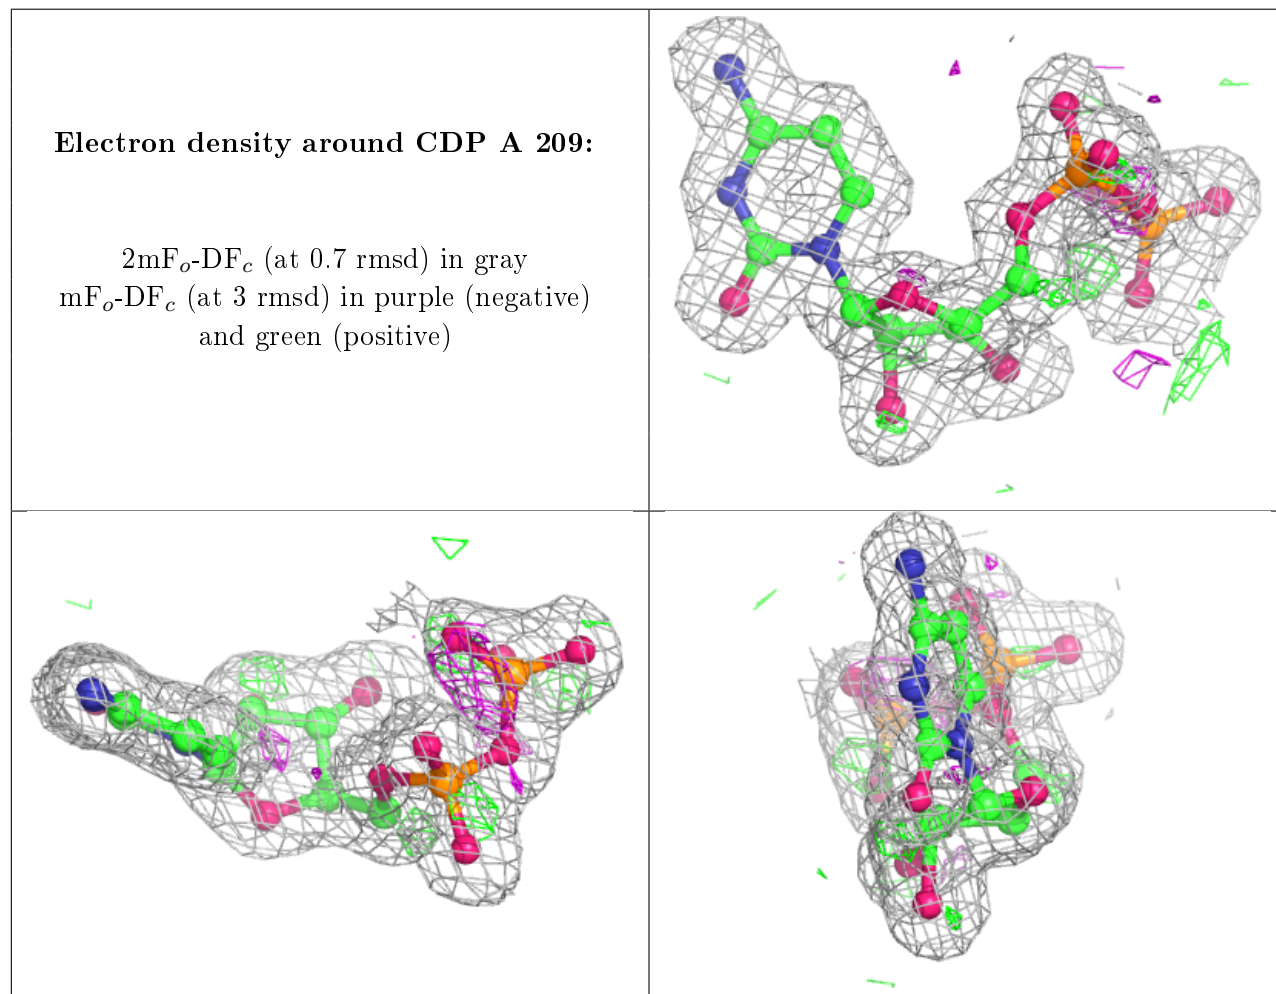 Electron density around CDP A 209:
2mFₒ-DF𝒸 (at 0.7 rmsd) in gray
mFₒ-DF𝒸 (at 3 rmsd) in purple (negative)
and green (positive)